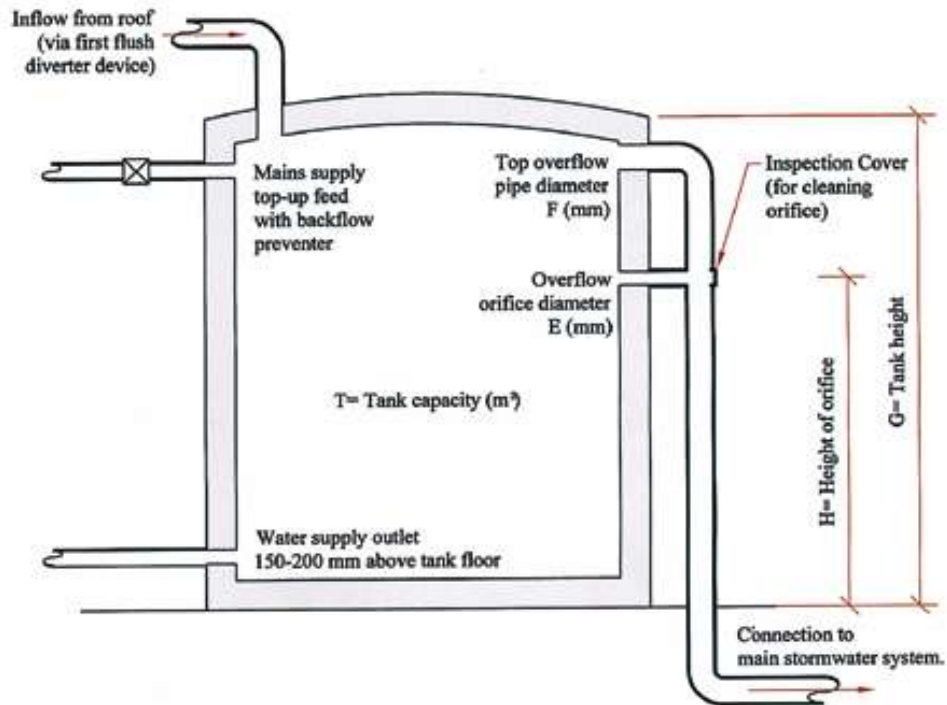 Inflow from roof
(via first flush
diverter device)
Mains supply
top-up feed
with backflow
preventer
Top overflow
pipe diameter
F (mm)
Inspection Cover
(for cleaning
orifice)
Overflow
orifice diameter
E (mm)
T= Tank capacity (m³)
H= Height of orifice
G= Tank height
Water supply outlet
150-200 mm above tank floor
Connection to
main stormwater system.